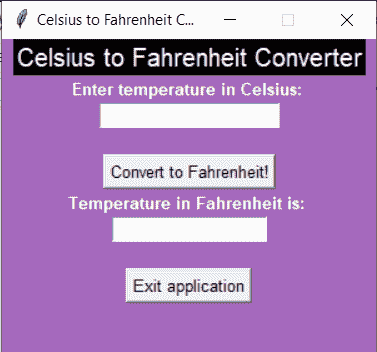 Celsius to Fahrenheit C...
Celsius to Fahrenheit Converter
Enter temperature in Celsius:
Convert to Fahrenheit!
Temperature in Fahrenheit is:
Exit application